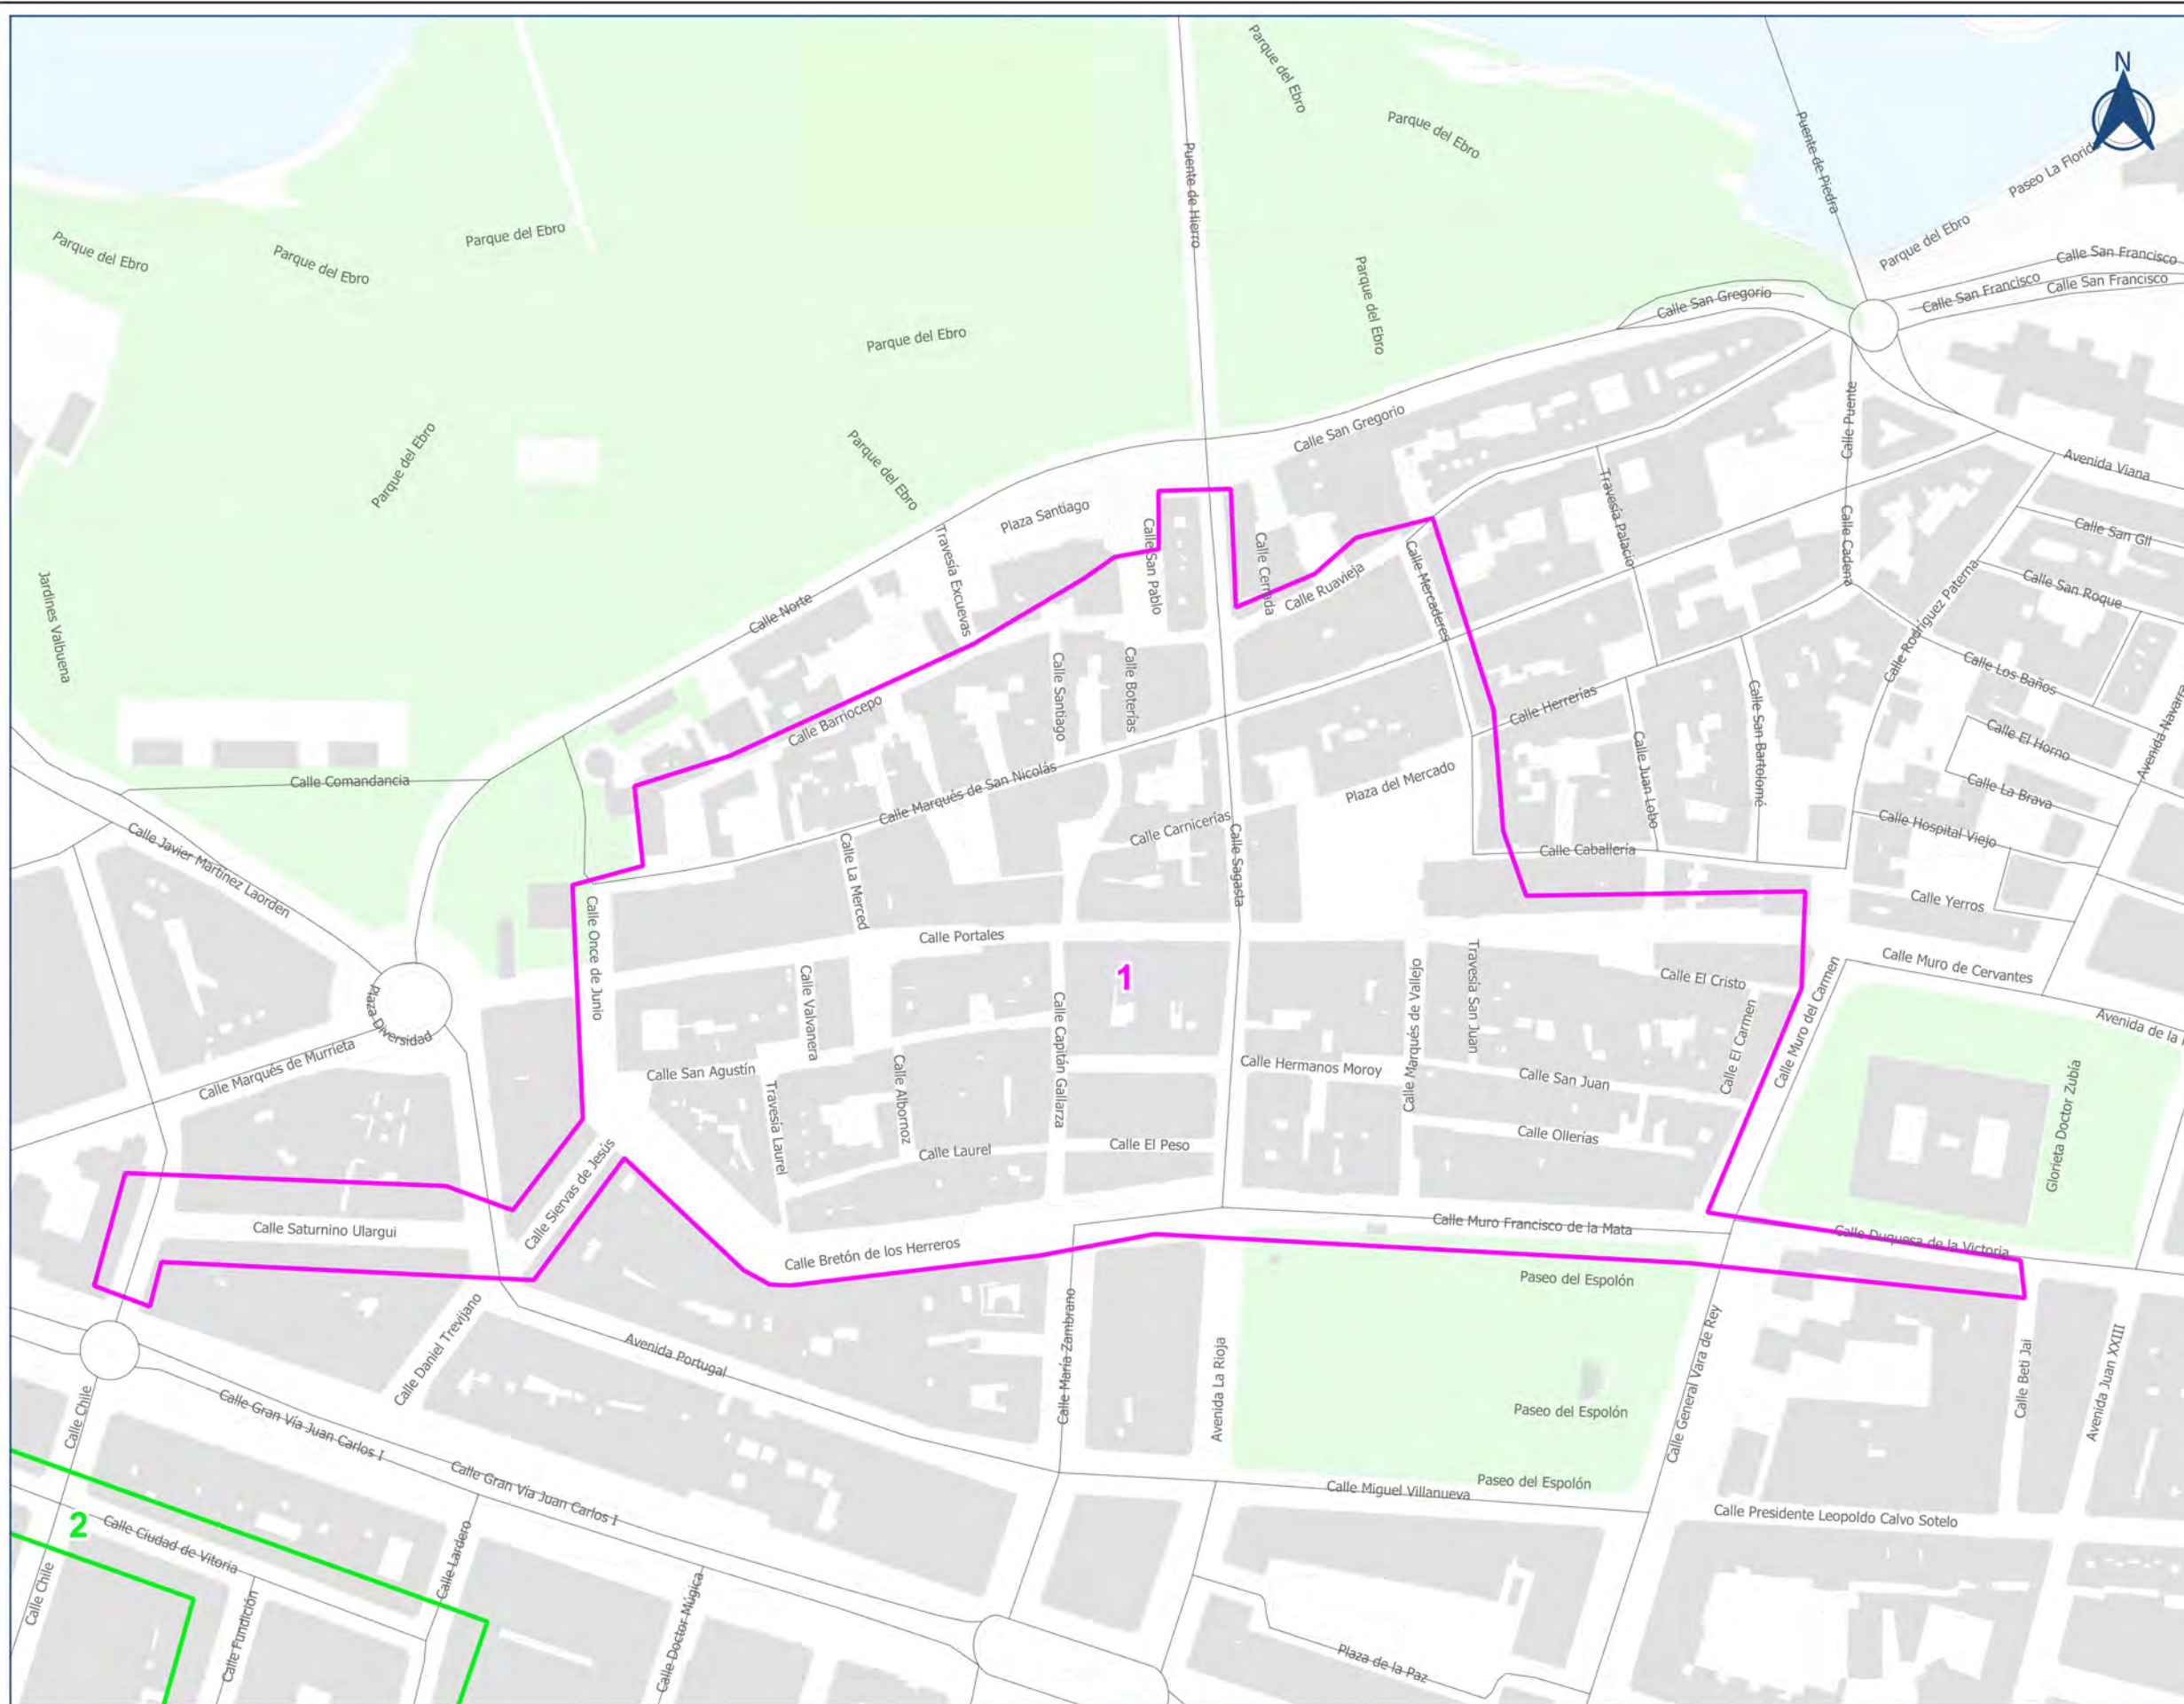 N
Parque del Ebro
Parque del Ebro
Puente de Hierro
Puente de Piedra
Paseo La Florida
Parque del Ebro
Parque del Ebro
Parque del Ebro
Parque del Ebro
Parque del Ebro
Parque del Ebro
Calle San Francisco
Calle San Francisco
Calle San Francisco
Calle San Gregorio
Parque del Ebro
Calle San Gregorio
Calle Puente
Parque del Ebro
Parque del Ebro
Avenida Viana
Travesía Palacio
Plaza Santiago
Calle San Pablo
Calle Cerrada
Calle Ruavieja
Calle Mercaderes
Calle Cadena
Calle San Gil
Calle San Roque
Travesía Excuevas
Jardines Valbuena
Calle Norte
Calle Rodríguez Paterna
Calle Los Baños
Calle Santiago
Calle Boterías
Calle Barriocepo
Calle Herrerías
Calle San Bartolomé
Calle Juan Lobo
Calle El Horno
Avenida Navarra
Calle La Brava
Calle Comandancia
Calle Marqués de San Nicolás
Plaza del Mercado
Calle Carnicerías
Calle Sagasta
Calle Hospital Viejo
Calle Caballería
Calle Javier Martínez Laorden
Calle La Merced
Calle Once de Junio
Calle Yerros
Calle Portales
Calle Muro de Cervantes
1
Calle Valvanera
Calle El Cristo
Travesía San Juan
Calle Marqués de Vallejo
Plaza Diversidad
Calle Marqués de Murrieta
Calle Capitán Gallarza
Calle El Carmen
Calle Muro del Carmen
Avenida de la
Calle San Agustín
Calle Hermanos Moroy
Calle San Juan
Travesía Laurel
Calle Albornoz
Glorieta Doctor Zubía
Calle Laurel
Calle El Peso
Calle Ollerías
Calle Siervas de Jesús
Calle Saturnino Ulargui
Calle Muro Francisco de la Mata
Calle Duquesa de la Victoria
Calle Bretón de los Herreros
Paseo del Espolón
Calle Daniel Trevijano
Avenida Portugal
Calle María Zambrano
Avenida La Rioja
Calle General Vara de Rey
Calle Beti Jai
Avenida Juan XXIII
Calle Chile
Calle Gran Vía Juan Carlos I
Calle Gran Vía Juan Carlos I
Paseo del Espolón
Paseo del Espolón
Calle Miguel Villanueva
Calle Presidente Leopoldo Calvo Sotelo
2
Calle Ciudad de Vitoria
Calle Lardero
Calle Chile
Calle Fundición
Calle Doctor Múgica
Plaza de la Paz